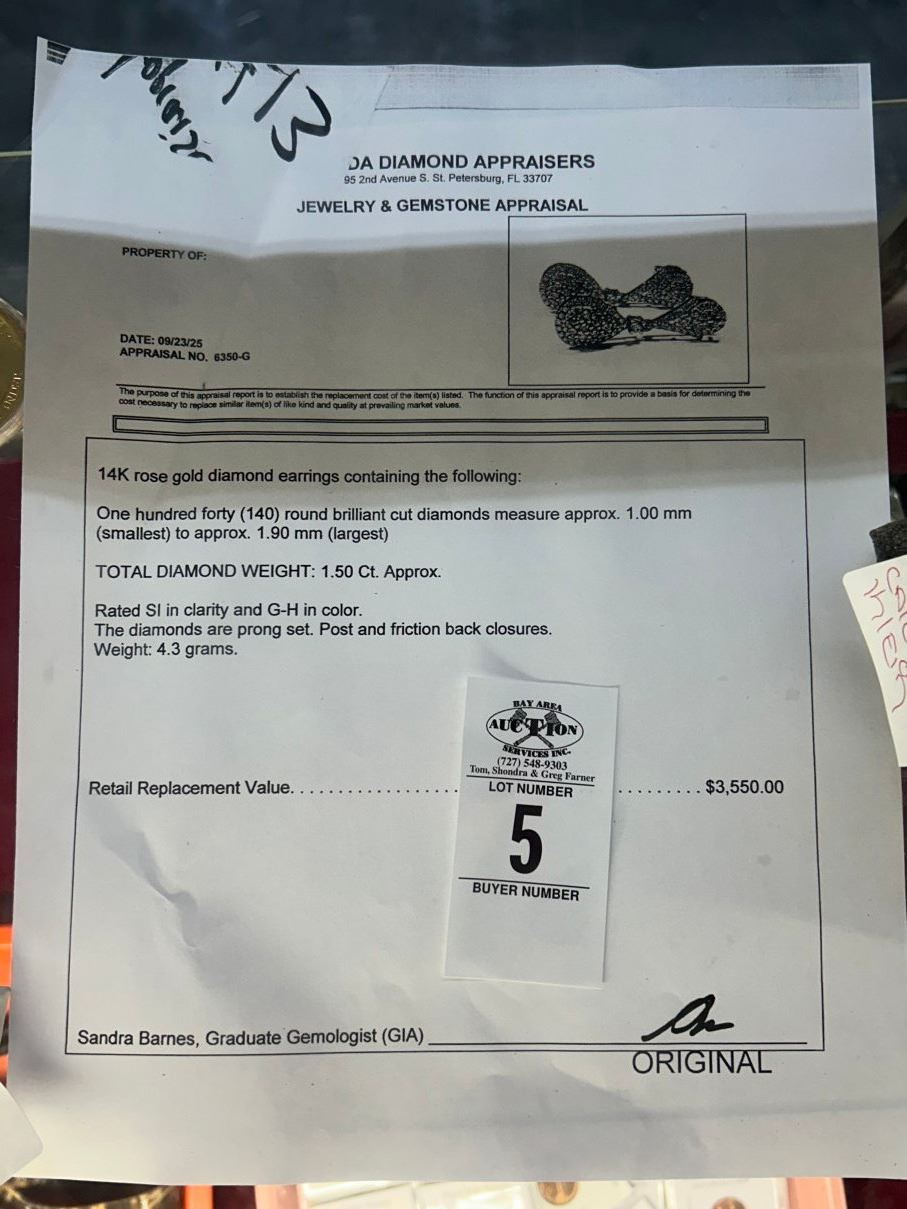 DA DIAMOND APPRAISERS
95 2nd Avenue S. St. Petersburg, FL 33707
JEWELRY & GEMSTONE APPRAISAL
PROPERTY OF:
DATE: 09/23/25
APPRAISAL NO. 6350-G
The purpose of this appraisal report is to establish the replacement cost of the item(s) listed. The function of this appraisal report is to provide a basis for determining the
cost necessary to replace similar item(s) of like kind and quality at prevailing market values.
14K rose gold diamond earrings containing the following:
One hundred forty (140) round brilliant cut diamonds measure approx. 1.00 mm
(smallest) to approx. 1.90 mm (largest)
TOTAL DIAMOND WEIGHT: 1.50 Ct. Approx.
Rated SI in clarity and G-H in color.
The diamonds are prong set. Post and friction back closures.
Weight: 4.3 grams.
Retail Replacement Value. . . . . . . . . . . . . . . . . . . . . . . . . $3,550.00
BAY AREA
AUCTION
SERVICES INC.
(727) 548-9303
Tom, Shondra & Greg Farner
LOT NUMBER
5
BUYER NUMBER
Sandra Barnes, Graduate Gemologist (GIA)
ORIGINAL